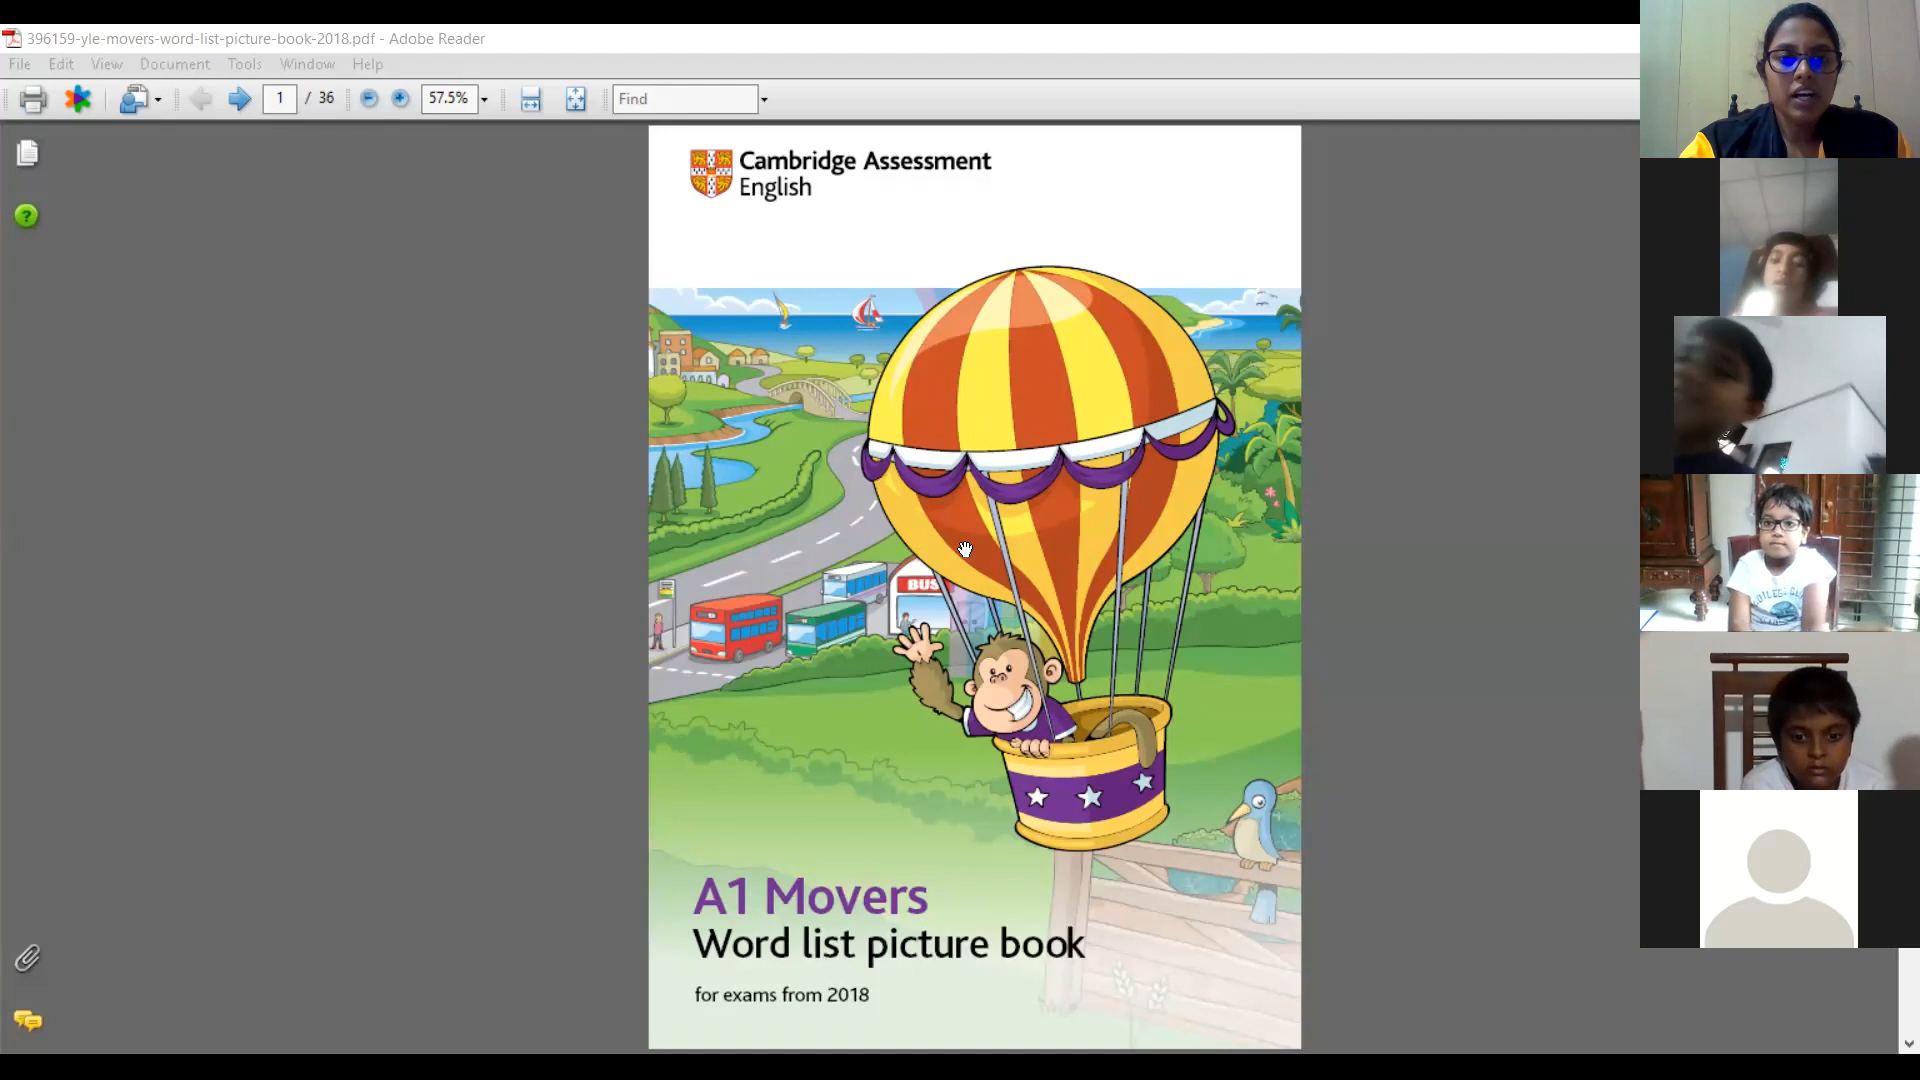 396159-yle-movers-word-list-picture-book-2018.pdf - Adobe Reader
File Edit View Document Tools Window Help
1 / 36 57.5% Find
?
Cambridge Assessment
English
BUS
A1 Movers
Word list picture book
for exams from 2018